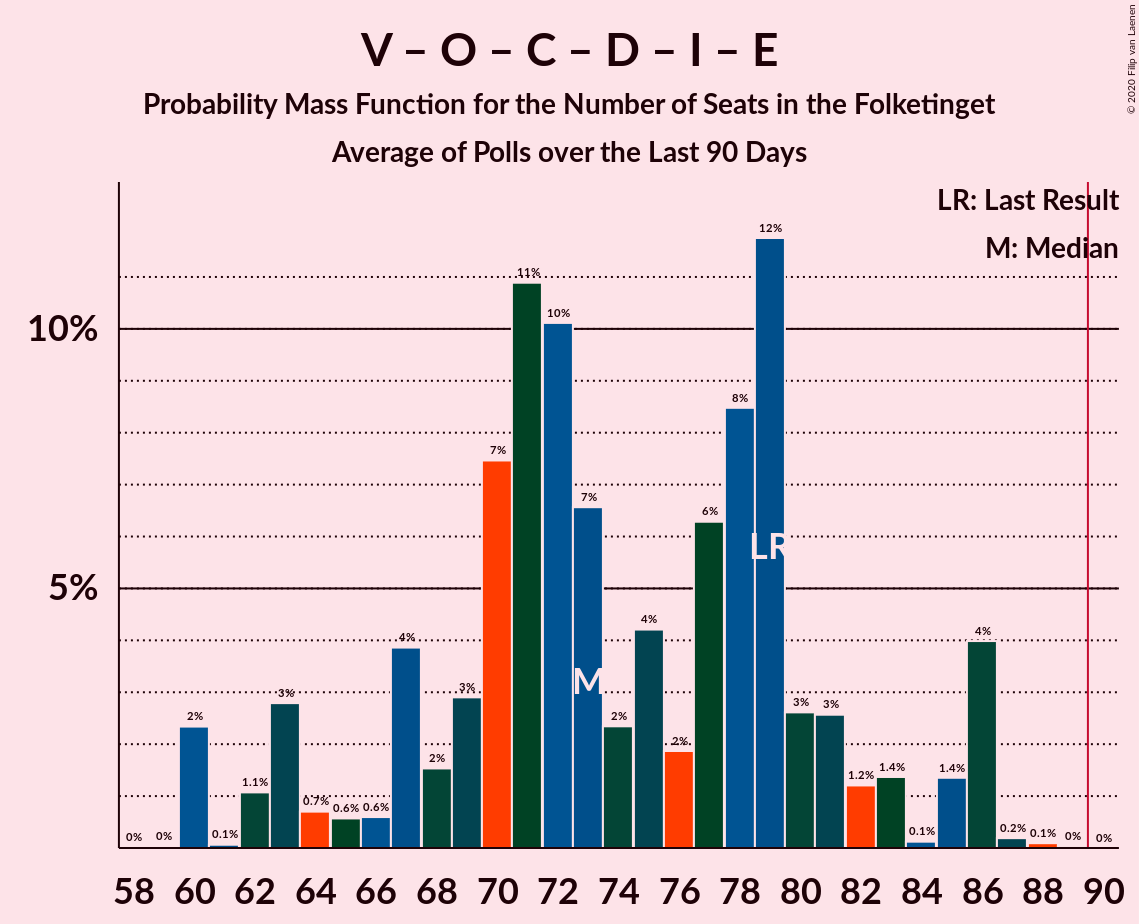 V – O – C – D – I – E
Probability Mass Function for the Number of Seats in the Folketinget
Average of Polls over the Last 90 Days
© 2020 Filip van Laenen
LR: Last Result
M: Median
10%
5%
0% 0% 2% 0.1% 1.1% 3% 0.7% 0.6% 0.6% 4% 2% 3% 7% 11% 10% 7% 2% 4% 2% 6% 8% 12% 3% 3% 1.2% 1.4% 0.1% 1.4% 4% 0.2% 0.1% 0% 0%
LR
M
58 60 62 64 66 68 70 72 74 76 78 80 82 84 86 88 90